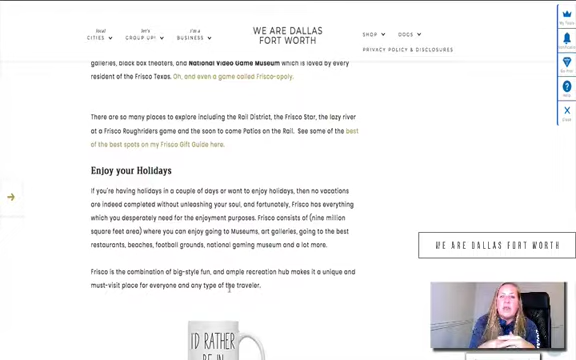 Real CITIES
let's GROUP UP!
I'm a BUSINESS
WE ARE DALLAS
FORT WORTH
SHOP
DOGS
PRIVACY POLICY & DISCLOSURES
galleries, black box theaters, and National Video Game Museum which is loved by every
resident of the Frisco Texas. Oh, and even a game called Frisco-opoly.
There are so many places to explore including the Rail District, the Frisco Star, the lazy river
at a Frisco Roughriders game and the soon to come Patios on the Rail. See some of the best
of the best spots on my Frisco Gift Guide here.
Enjoy your Holidays
If you're having holidays in a couple of days or want to enjoy holidays, then no vacations
are indeed completed without unleashing your soul, and fortunately, Frisco has everything
which you desperately need for the enjoyment purposes. Frisco consists of (nine million
square feet area) where you can enjoy going to Museums, art galleries, going to the best
restaurants, beaches, football grounds, national gaming museum and a lot more.
Frisco is the combination of big-style fun, and ample recreation hub makes it a unique and
must-visit place for everyone and any type of the traveler.
WE ARE DALLAS FORT WORTH
I'D RATHER
BE IN